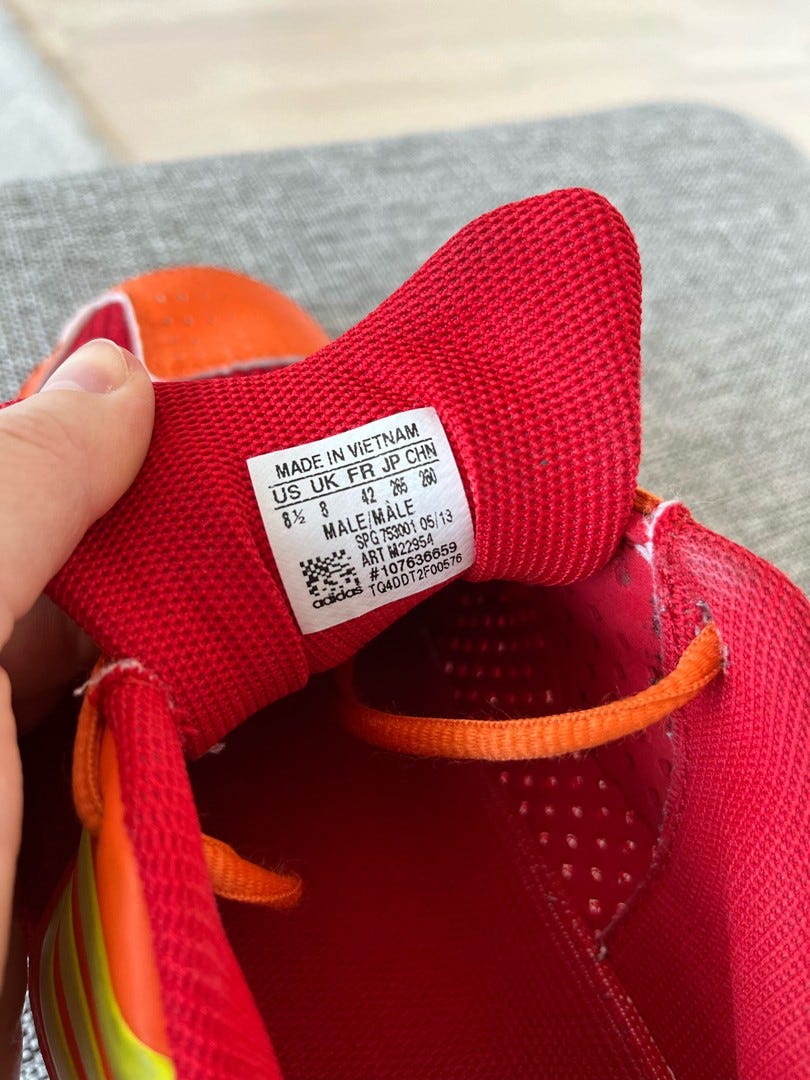 MADE IN VIETNAM
US UK FR JP CHN
8½ 8 42 265 260
MALE/MÂLE
SPG 753001 05/13
ART M22954
#107636659
adidas TQ4DDT2F00576